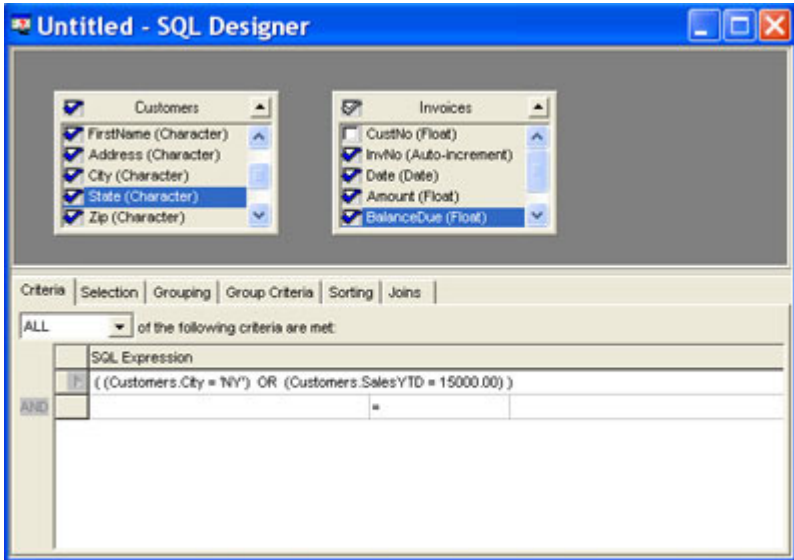 Untitled - SQL Designer
Customers
FirstName (Character)
Address (Character)
City (Character)
State (Character)
Zip (Character)
Invoices
CustNo (Float)
InvNo (Auto-increment)
Date (Date)
Amount (Float)
BalanceDue (Float)
Criteria Selection Grouping Group Criteria Sorting Joins
ALL of the following criteria are met:
SQL Expression
( (Customers.City = 'NY') OR (Customers.SalesYTD = 15000.00) )
AND =